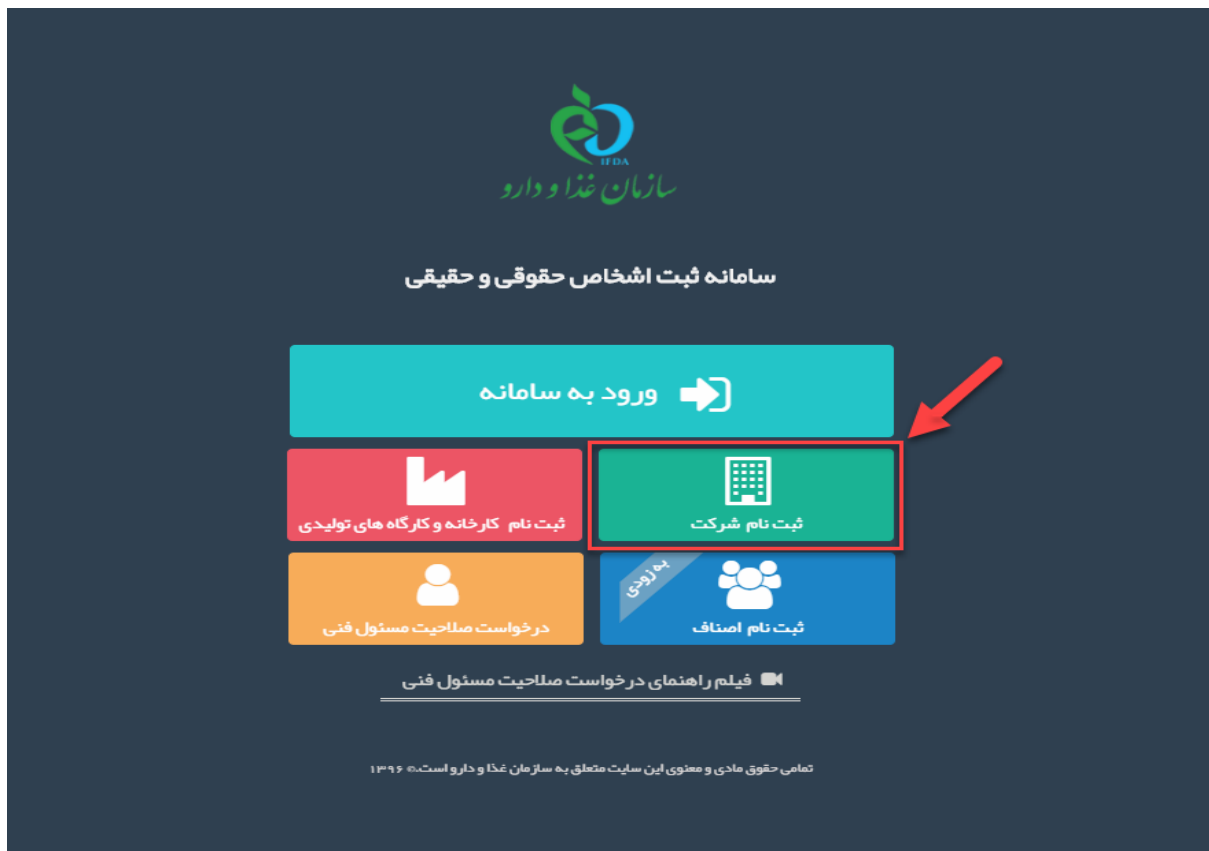 IFDA
سازمان غذا و دارو
سامانه ثبت اشخاص حقوقی و حقیقی
ورود به سامانه
ثبت نام شرکت
ثبت نام کارخانه و کارگاه های تولیدی
به زودی
ثبت نام اصناف
درخواست صلاحیت مسئول فنی
فیلم راهنمای درخواست صلاحیت مسئول فنی
تمامی حقوق مادی و معنوی این سایت متعلق به سازمان غذا و دارو است.© ۱۳۹۶